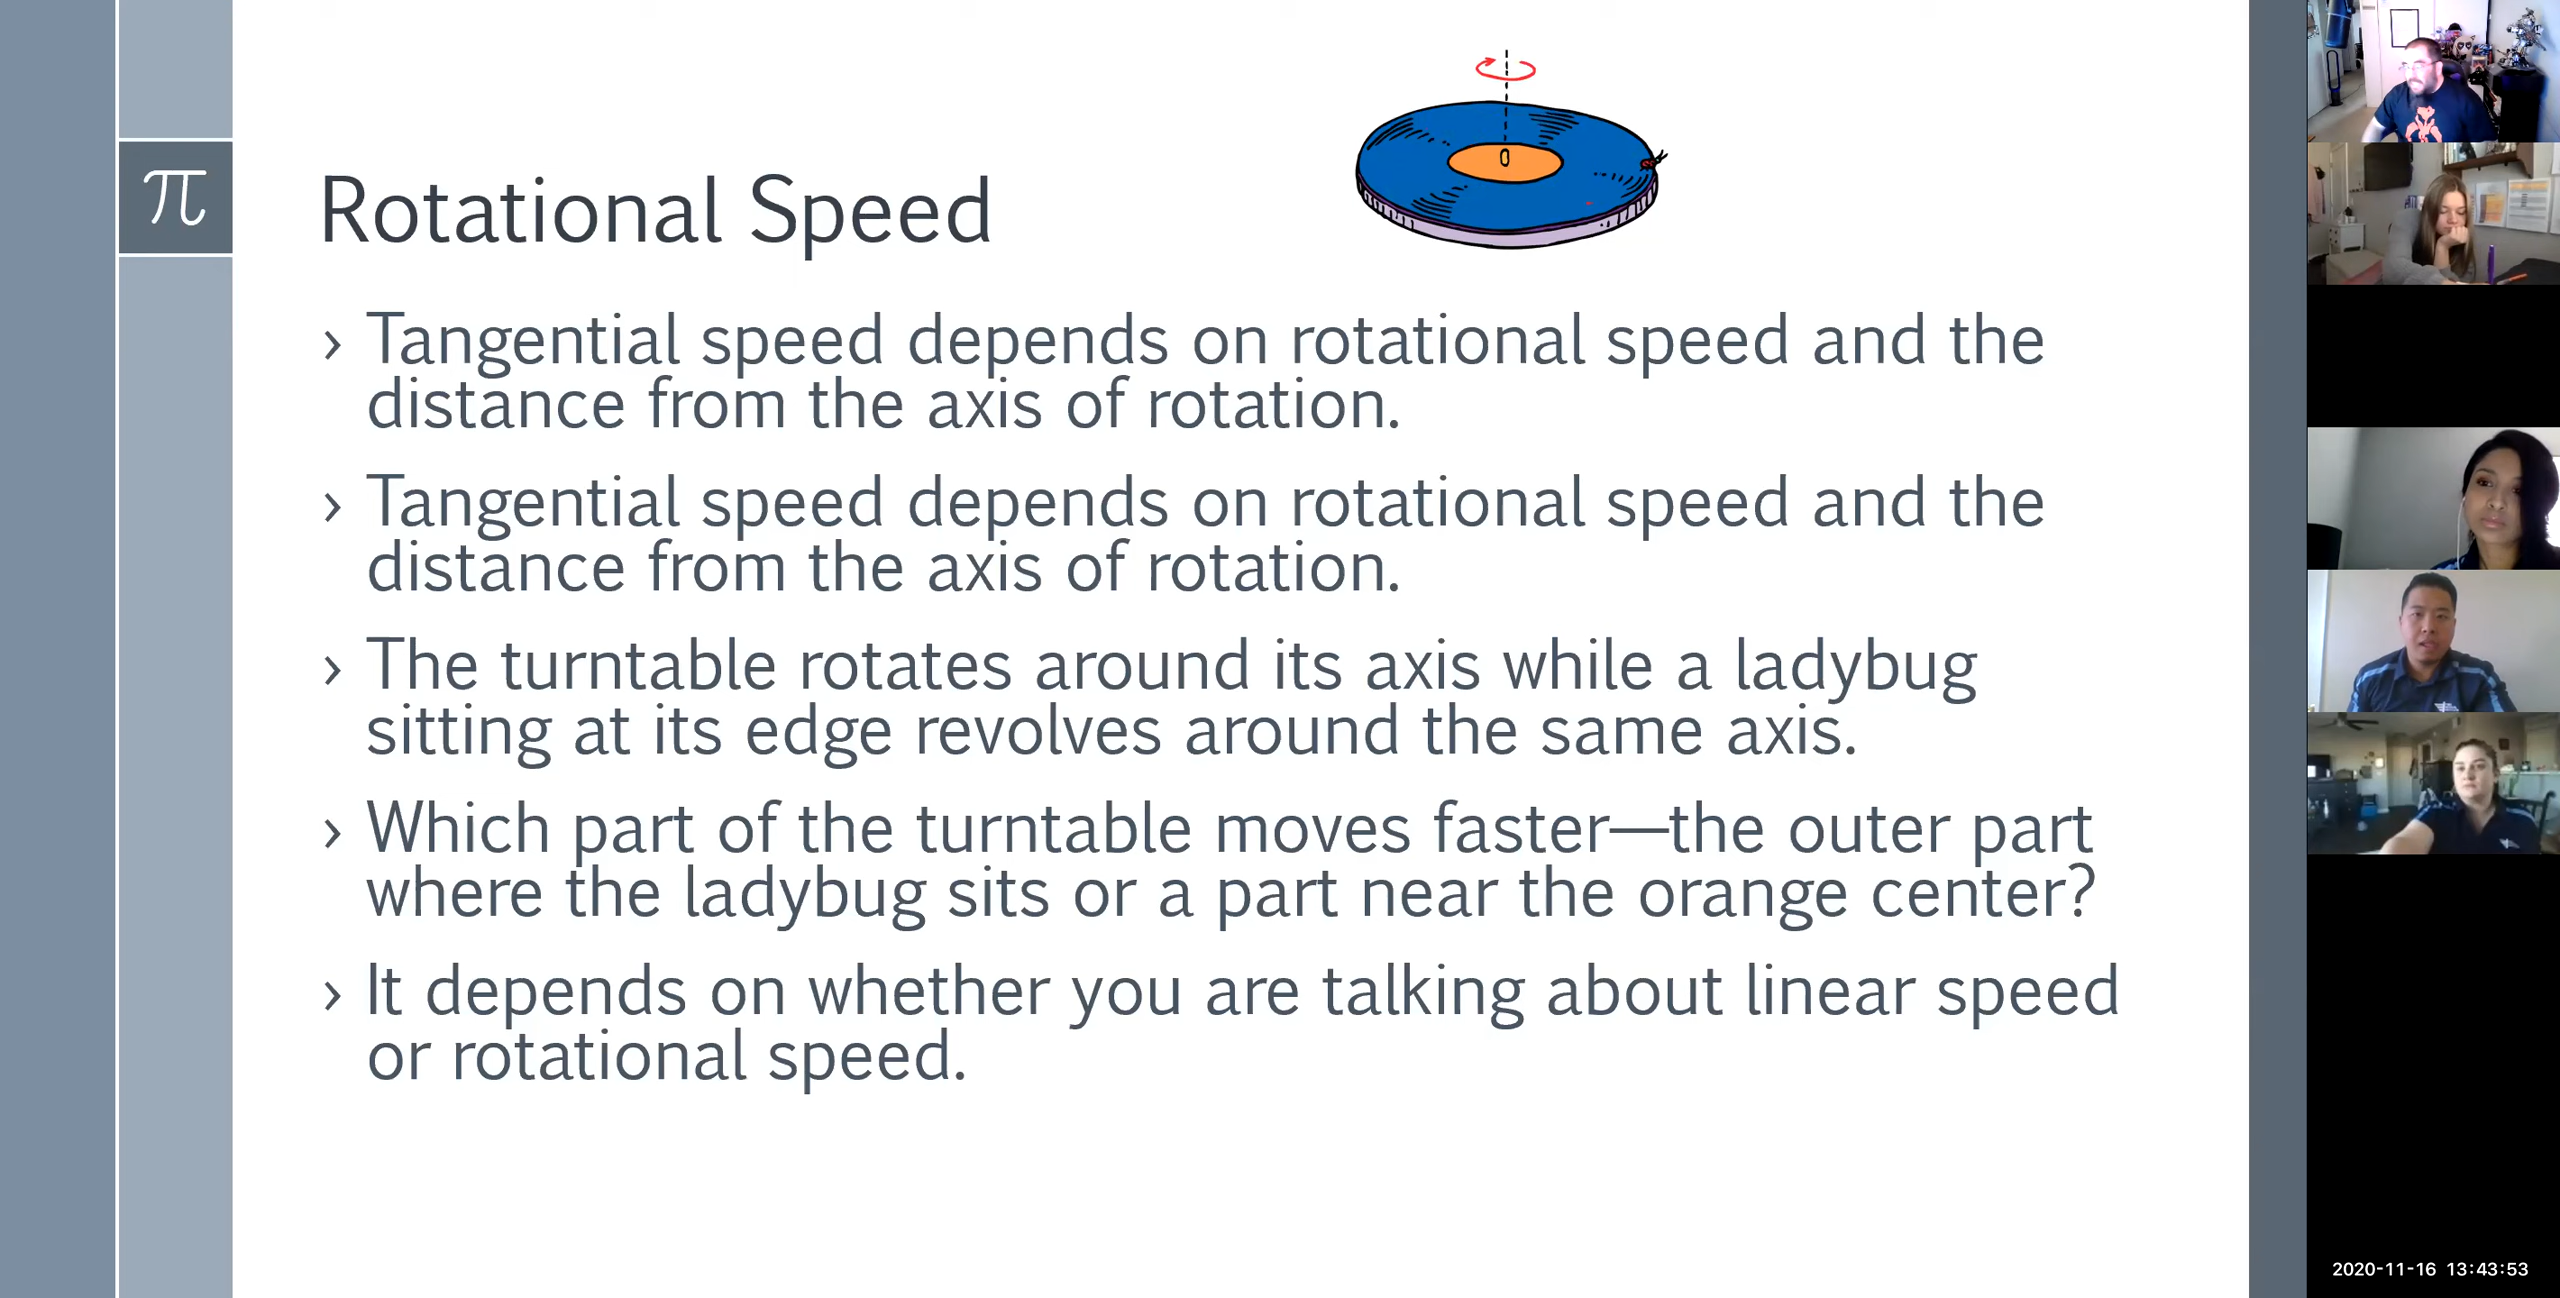 π
Rotational Speed
› Tangential speed depends on rotational speed and the
distance from the axis of rotation.
› Tangential speed depends on rotational speed and the
distance from the axis of rotation.
› The turntable rotates around its axis while a ladybug
sitting at its edge revolves around the same axis.
› Which part of the turntable moves faster—the outer part
where the ladybug sits or a part near the orange center?
› It depends on whether you are talking about linear speed
or rotational speed.
2020-11-16 13:43:53